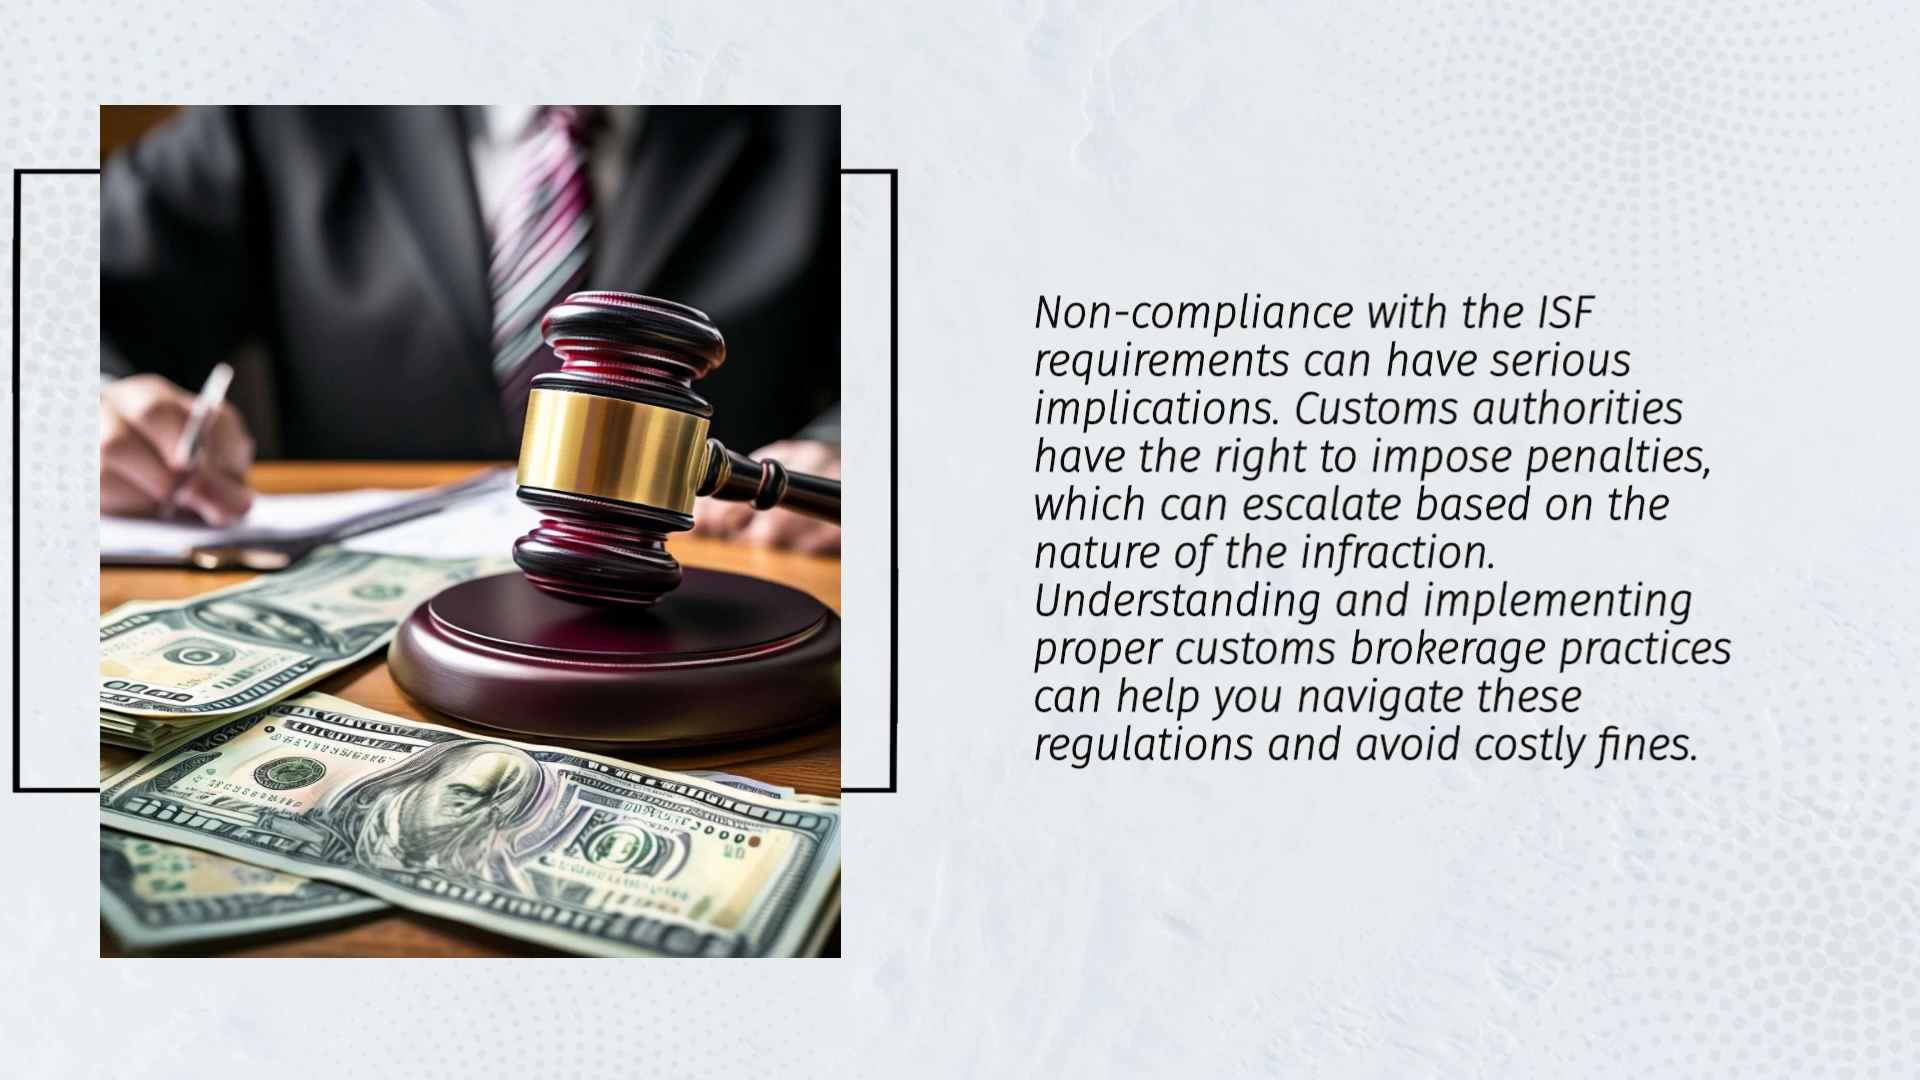 Non-compliance with the ISF
requirements can have serious
implications. Customs authorities
have the right to impose penalties,
which can escalate based on the
nature of the infraction.
Understanding and implementing
proper customs brokerage practices
can help you navigate these
regulations and avoid costly fines.